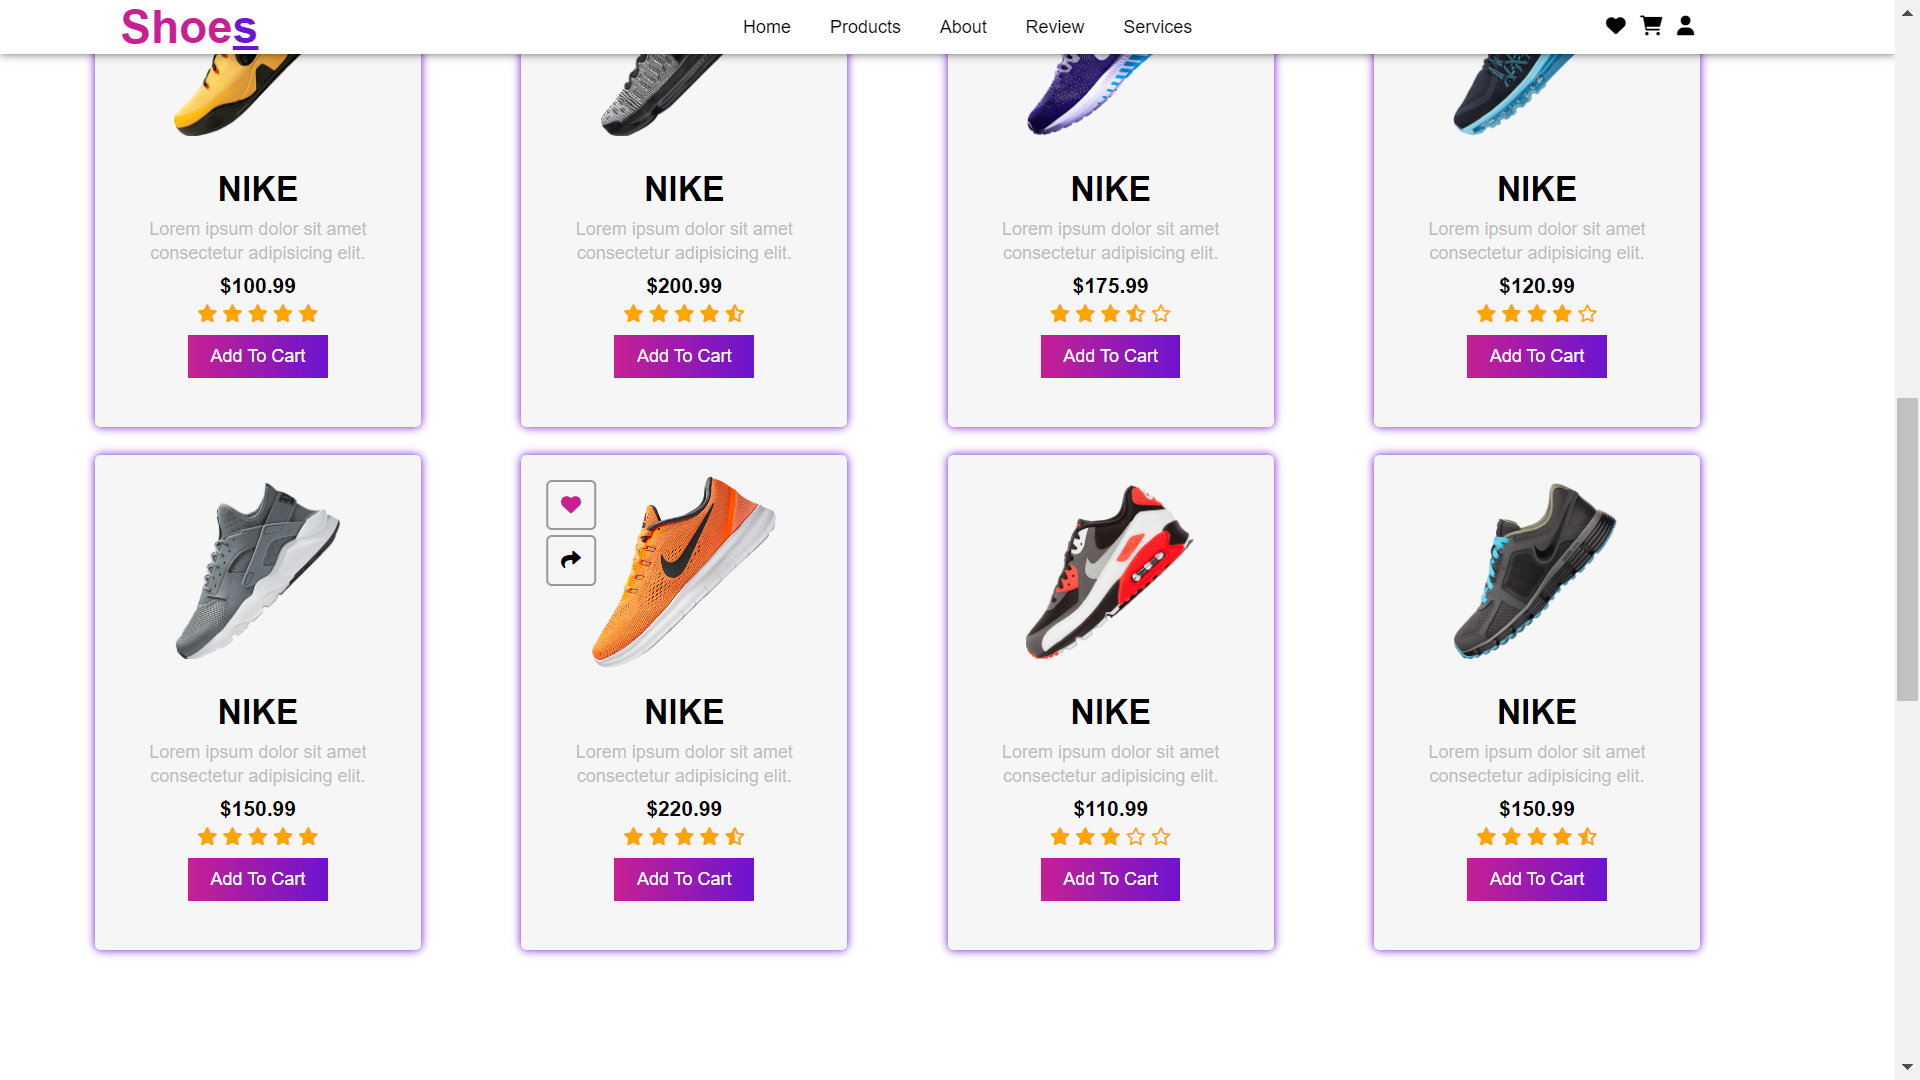 Shoes
Home Products About Review Services
NIKE NIKE NIKE NIKE
Lorem ipsum dolor sit amet Lorem ipsum dolor sit amet Lorem ipsum dolor sit amet Lorem ipsum dolor sit amet
consectetur adipisicing elit. consectetur adipisicing elit. consectetur adipisicing elit. consectetur adipisicing elit.
$100.99 $200.99 $175.99 $120.99
Add To Cart Add To Cart Add To Cart Add To Cart
NIKE NIKE NIKE NIKE
Lorem ipsum dolor sit amet Lorem ipsum dolor sit amet Lorem ipsum dolor sit amet Lorem ipsum dolor sit amet
consectetur adipisicing elit. consectetur adipisicing elit. consectetur adipisicing elit. consectetur adipisicing elit.
$150.99 $220.99 $110.99 $150.99
Add To Cart Add To Cart Add To Cart Add To Cart